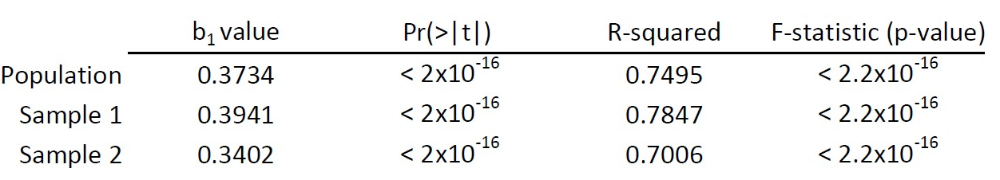 b₁ value Pr(>|t|) R-squared F-statistic (p-value)
Population 0.3734 < 2x10⁻¹⁶ 0.7495 < 2.2x10⁻¹⁶
Sample 1 0.3941 < 2x10⁻¹⁶ 0.7847 < 2.2x10⁻¹⁶
Sample 2 0.3402 < 2x10⁻¹⁶ 0.7006 < 2.2x10⁻¹⁶